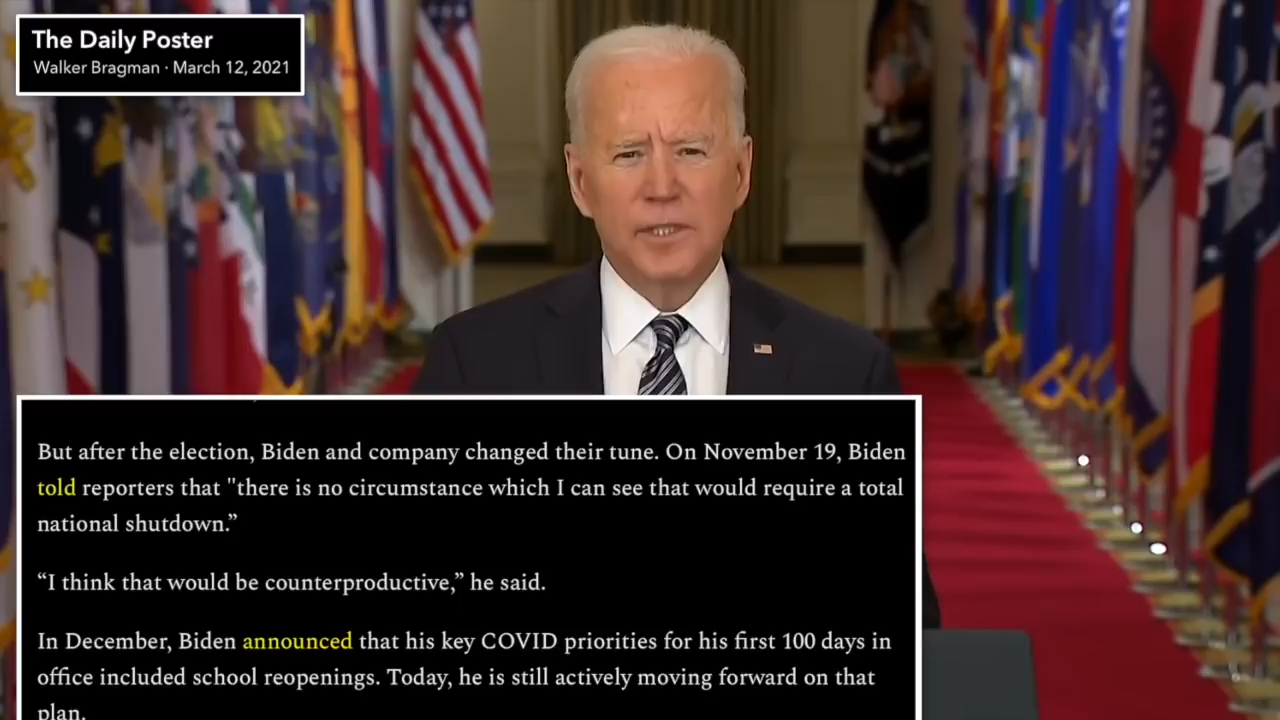 The Daily Poster
Walker Bragman · March 12, 2021
But after the election, Biden and company changed their tune. On November 19, Biden
told reporters that "there is no circumstance which I can see that would require a total
national shutdown.”
“I think that would be counterproductive,” he said.
In December, Biden announced that his key COVID priorities for his first 100 days in
office included school reopenings. Today, he is still actively moving forward on that
plan.